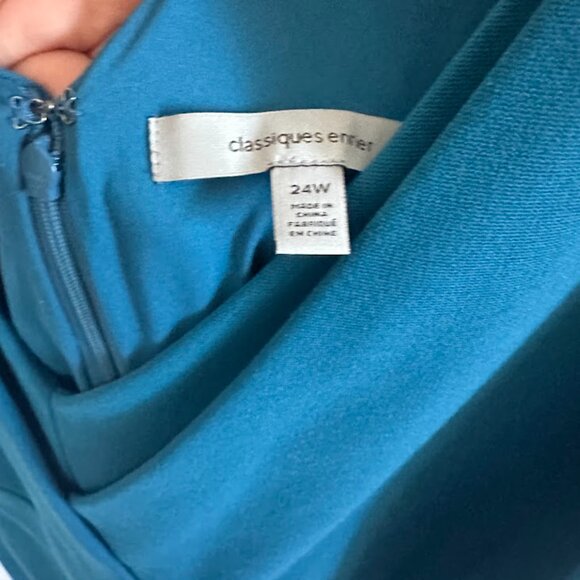 classiques entier
24W
MADE IN
CHINA
FABRIQUÉ
EN CHINE